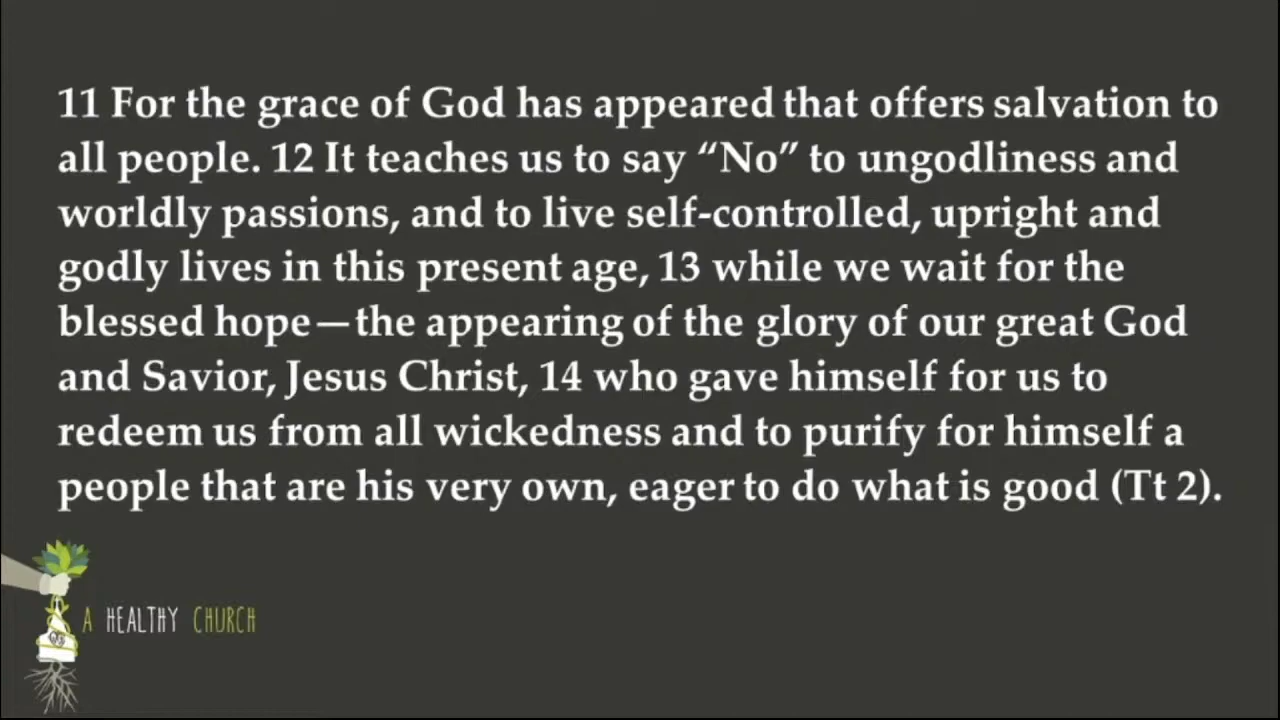 11 For the grace of God has appeared that offers salvation to
all people. 12 It teaches us to say “No” to ungodliness and
worldly passions, and to live self-controlled, upright and
godly lives in this present age, 13 while we wait for the
blessed hope—the appearing of the glory of our great God
and Savior, Jesus Christ, 14 who gave himself for us to
redeem us from all wickedness and to purify for himself a
people that are his very own, eager to do what is good (Tt 2).
A HEALTHY CHURCH